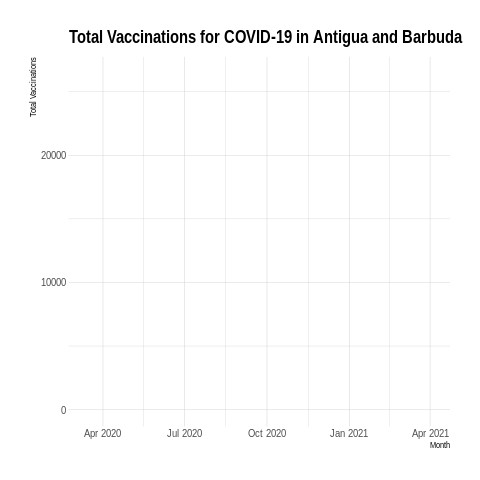 Total Vaccinations for COVID-19 in Antigua and Barbuda
Total Vaccinations
20000
10000
0
Apr 2020 Jul 2020 Oct 2020 Jan 2021 Apr 2021
Month